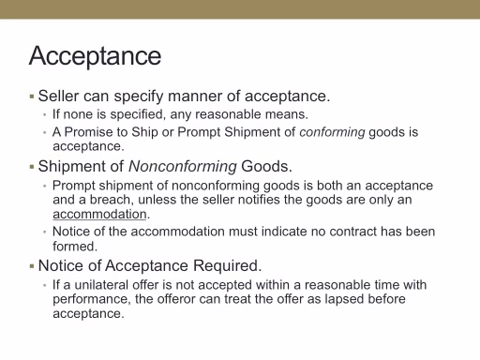 Acceptance
▪ Seller can specify manner of acceptance.
• If none is specified, any reasonable means.
• A Promise to Ship or Prompt Shipment of conforming goods is
acceptance.
▪ Shipment of Nonconforming Goods.
• Prompt shipment of nonconforming goods is both an acceptance
and a breach, unless the seller notifies the goods are only an
accommodation.
• Notice of the accommodation must indicate no contract has been
formed.
▪ Notice of Acceptance Required.
• If a unilateral offer is not accepted within a reasonable time with
performance, the offeror can treat the offer as lapsed before
acceptance.